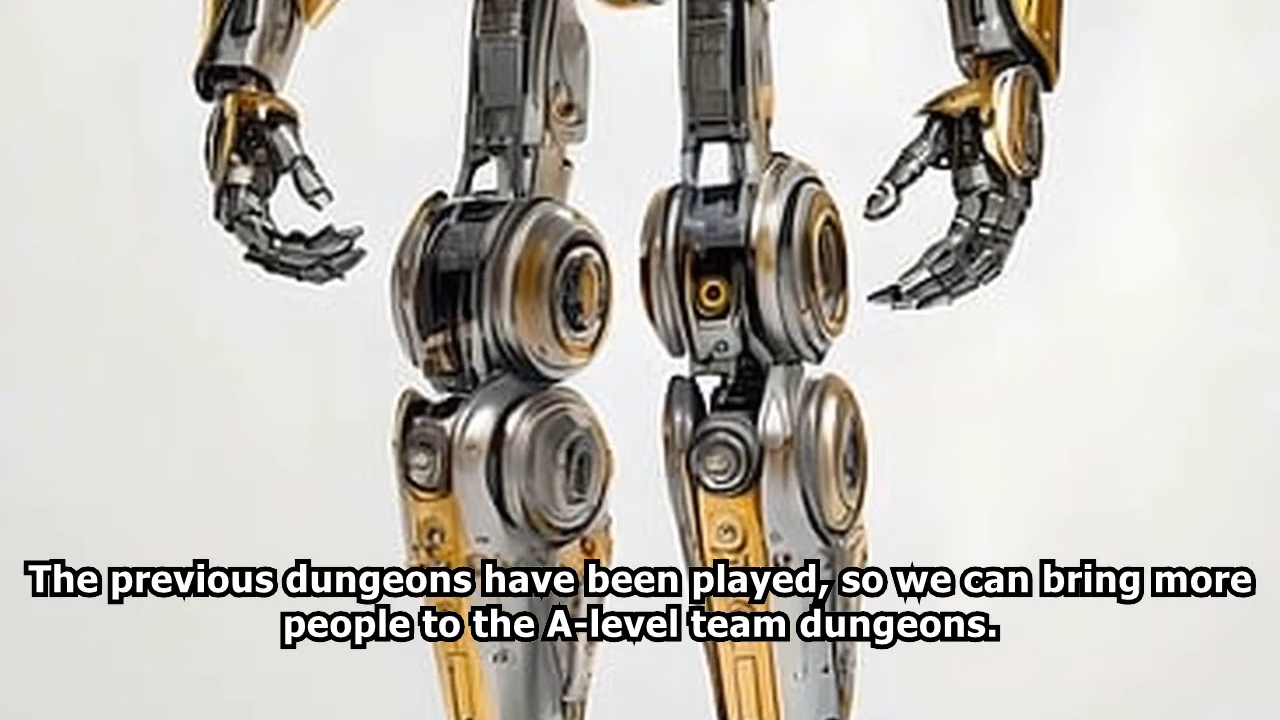 The previous dungeons have been played, so we can bring more
people to the A-level team dungeons.